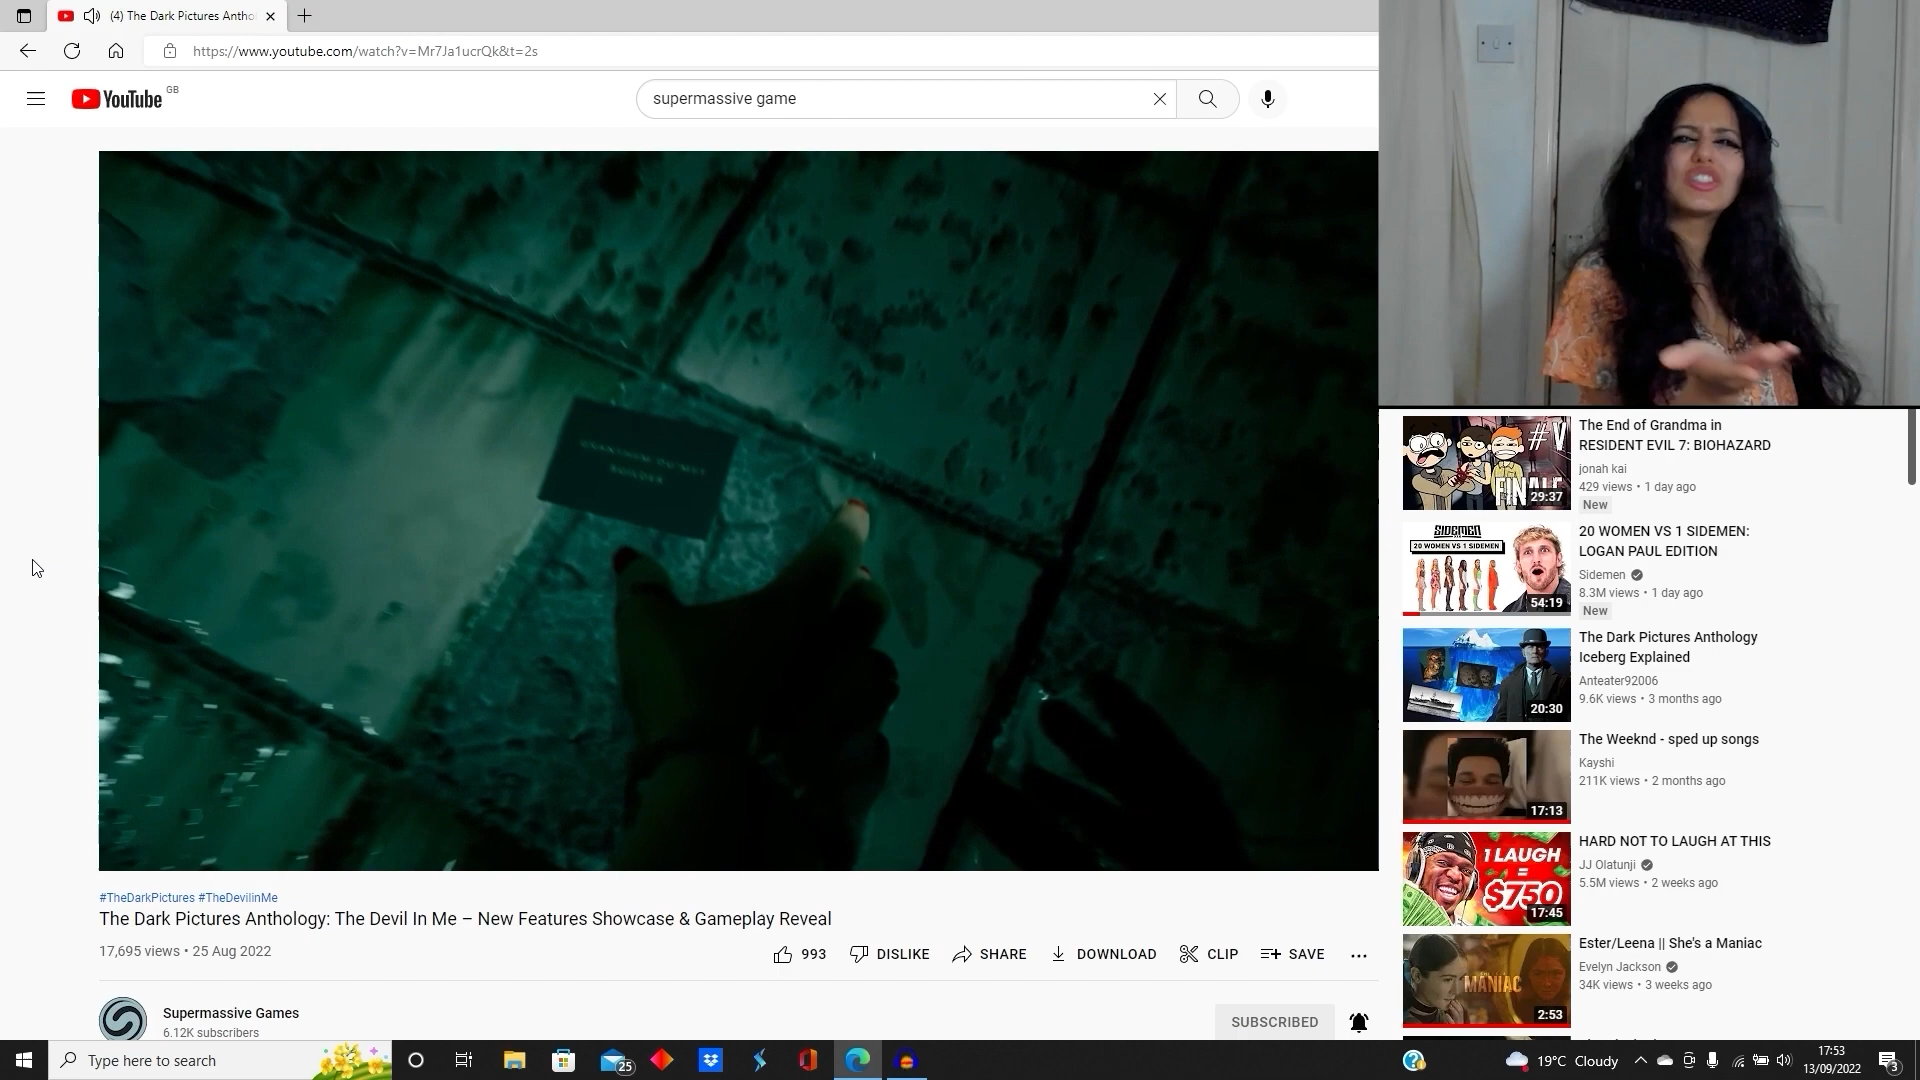 (4) The Dark Pictures Antho
https://www.youtube.com/watch?v=Mr7Ja1ucrQk&t=2s
YouTube GB
supermassive game
#TheDarkPictures #TheDevilinMe
The Dark Pictures Anthology: The Devil In Me – New Features Showcase & Gameplay Reveal
17,695 views • 25 Aug 2022
993 DISLIKE SHARE DOWNLOAD CLIP SAVE
Supermassive Games
6.12K subscribers
SUBSCRIBED
#V
FINALE
29:37
The End of Grandma in
RESIDENT EVIL 7: BIOHAZARD
jonah kai
429 views • 1 day ago
New
SIDEMEN
20 WOMEN VS 1 SIDEMEN
54:19
20 WOMEN VS 1 SIDEMEN:
LOGAN PAUL EDITION
Sidemen
8.3M views • 1 day ago
New
20:30
The Dark Pictures Anthology
Iceberg Explained
Anteater92006
9.6K views • 3 months ago
17:13
The Weeknd - sped up songs
Kayshi
211K views • 2 months ago
1 LAUGH
=
$750
17:45
HARD NOT TO LAUGH AT THIS
JJ Olatunji
5.5M views • 2 weeks ago
MANIAC
2:53
Ester/Leena || She's a Maniac
Evelyn Jackson
34K views • 3 weeks ago
Type here to search
25
19°C Cloudy
17:53
13/09/2022
3